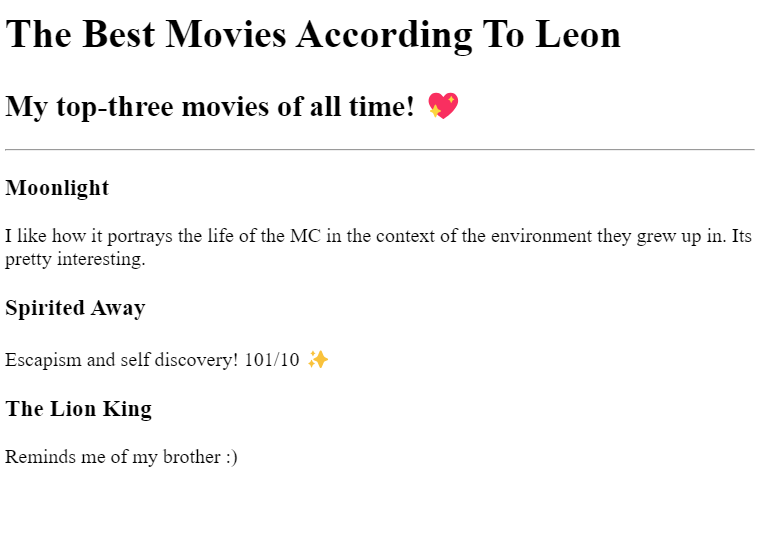 The Best Movies According To Leon
My top-three movies of all time! 💖
Moonlight
I like how it portrays the life of the MC in the context of the environment they grew up in. Its
pretty interesting.
Spirited Away
Escapism and self discovery! 101/10 ✨
The Lion King
Reminds me of my brother :)